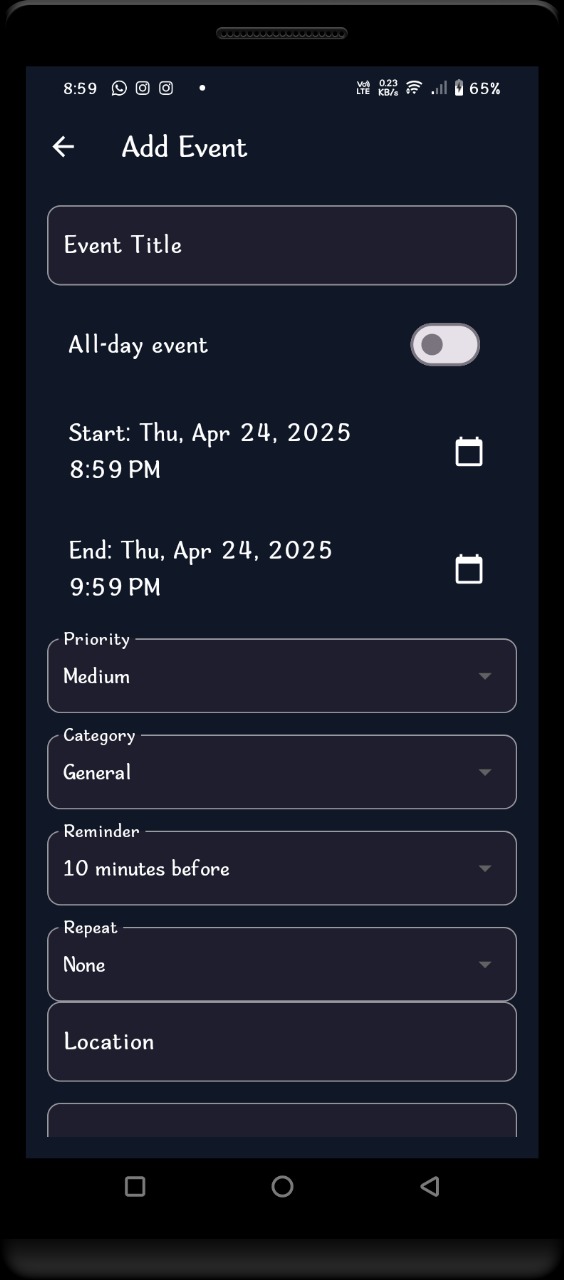 8:59 VoD LTE 0.23 KB/s 65%
Add Event
Event Title
All-day event
Start: Thu, Apr 24, 2025
8:59 PM
End: Thu, Apr 24, 2025
9:59 PM
Priority
Medium
Category
General
Reminder
10 minutes before
Repeat
None
Location